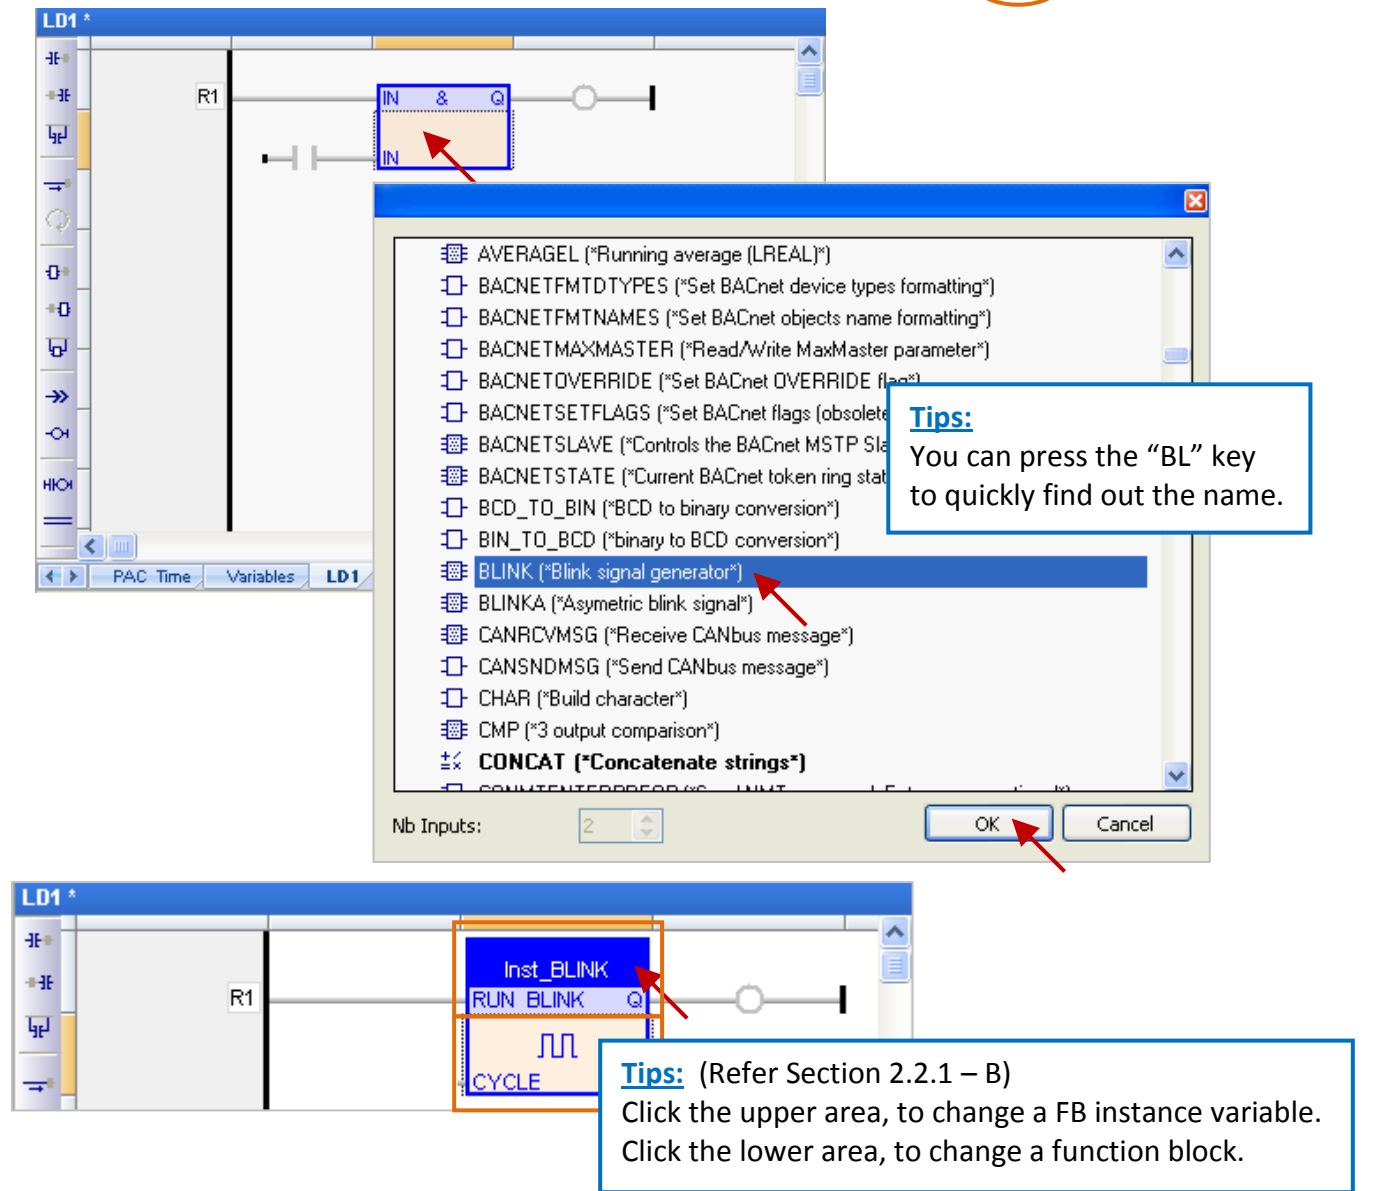 LD1 *
R1
IN & Q
IN
PAC Time Variables LD1
AVERAGEL (*Running average (LREAL)*)
BACNETFMTDTYPES (*Set BACnet device types formatting*)
BACNETFMTNAMES (*Set BACnet objects name formatting*)
BACNETMAXMASTER (*Read/Write MaxMaster parameter*)
BACNETOVERRIDE (*Set BACnet OVERRIDE flag*)
BACNETSETFLAGS (*Set BACnet flags (obsolete
BACNETSLAVE (*Controls the BACnet MSTP Sla
BACNETSTATE (*Current BACnet token ring stat
BCD_TO_BIN (*BCD to binary conversion*)
BIN_TO_BCD (*binary to BCD conversion*)
BLINK (*Blink signal generator*)
BLINKA (*Asymetric blink signal*)
CANRCVMSG (*Receive CANbus message*)
CANSNDMSG (*Send CANbus message*)
CHAR (*Build character*)
CMP (*3 output comparison*)
CONCAT (*Concatenate strings*)
Nb Inputs: 2 OK Cancel
Tips:
You can press the “BL” key
to quickly find out the name.
LD1 *
R1
Inst_BLINK
RUN BLINK Q
CYCLE
Tips: (Refer Section 2.2.1 – B)
Click the upper area, to change a FB instance variable.
Click the lower area, to change a function block.